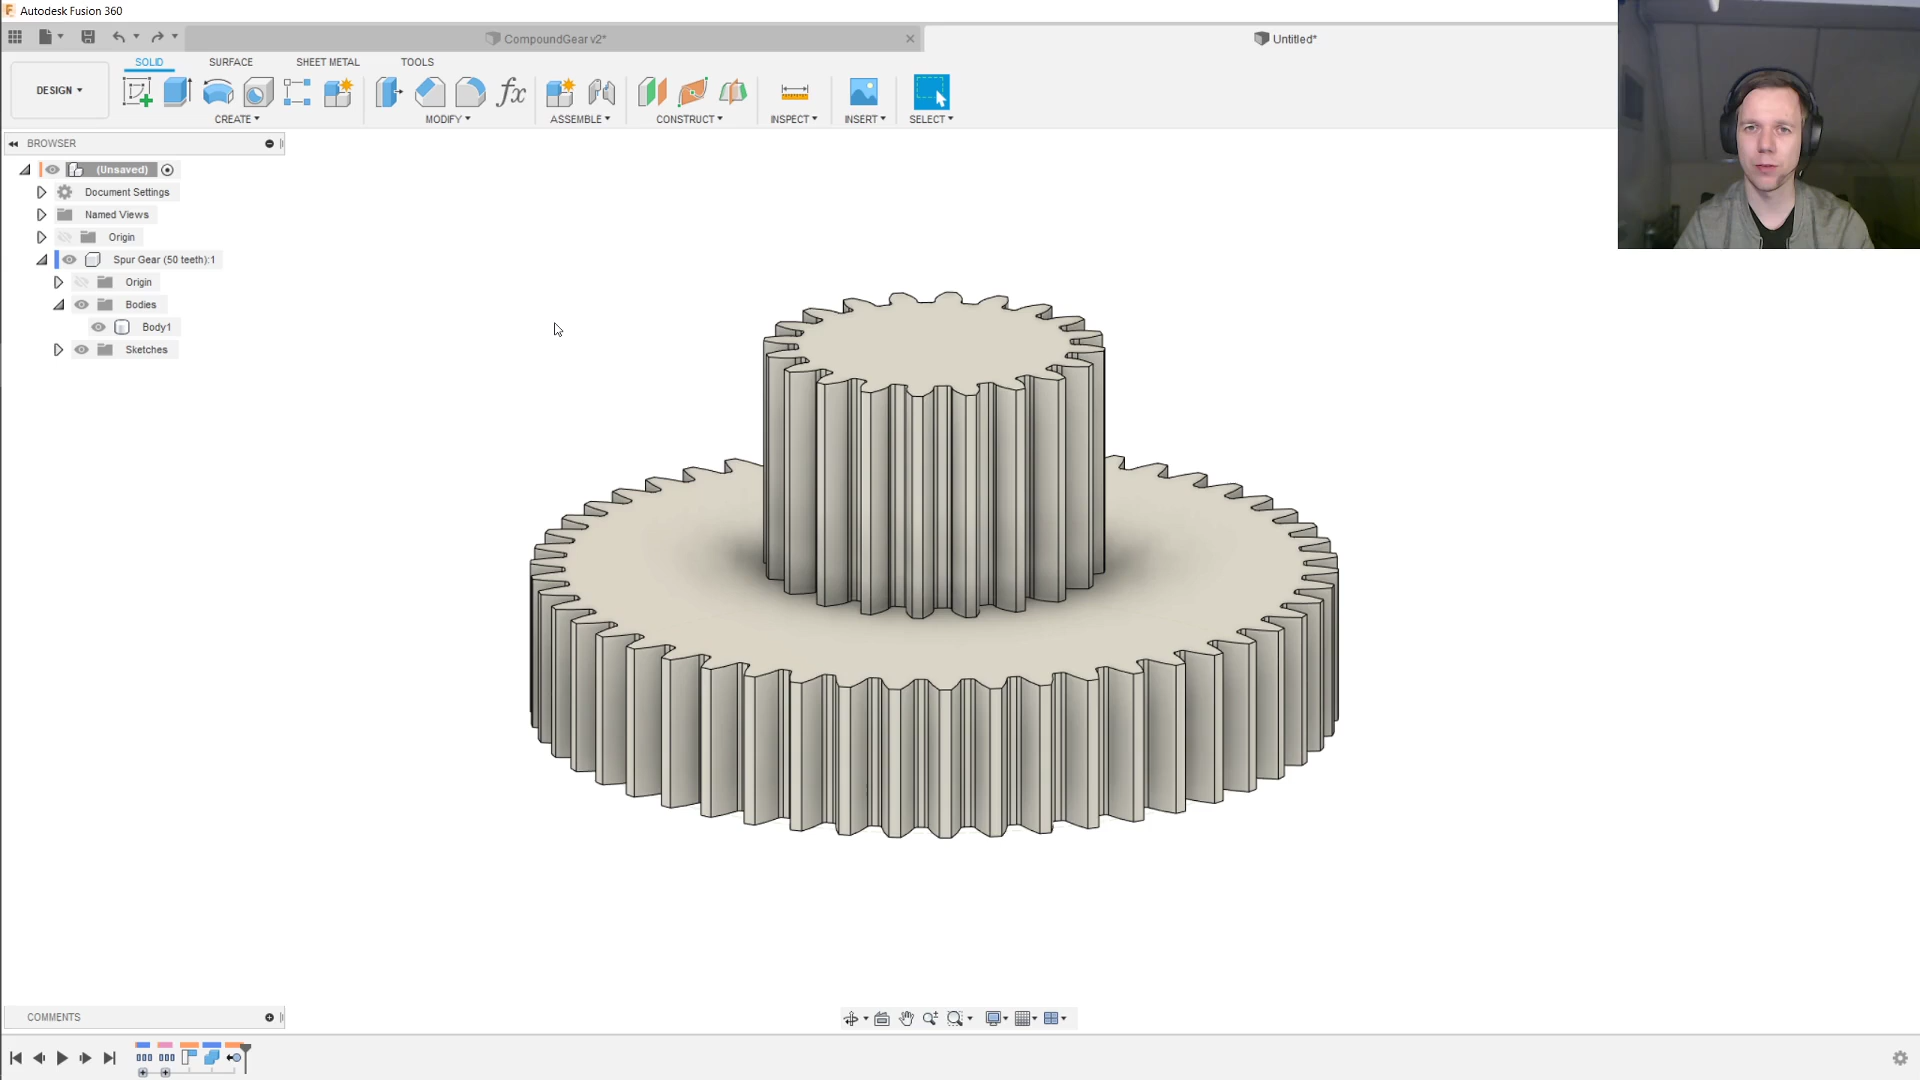 Autodesk Fusion 360
CompoundGear v2*
Untitled*
SOLID
SURFACE
SHEET METAL
TOOLS
DESIGN
CREATE
MODIFY
ASSEMBLE
CONSTRUCT
INSPECT
INSERT
SELECT
BROWSER
(Unsaved)
Document Settings
Named Views
Origin
Spur Gear (50 teeth):1
Origin
Bodies
Body1
Sketches
COMMENTS